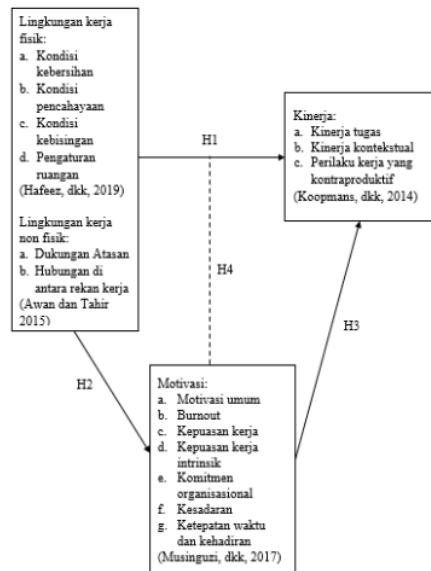 Lingkungan kerja
fisik:
a. Kondisi
kebersihan
b. Kondisi
pencahayaan
c. Kondisi
kebisingan
d. Pengaturan
ruangan
(Hafeez, dkk, 2019)
Lingkungan kerja
non fisik:
a. Dukungan Atasan
b. Hubungan di
antara rekan kerja
(Awan dan Tahir
2015)
H1
Kinerja:
a. Kinerja tugas
b. Kinerja kontekstual
c. Perilaku kerja yang
kontraproduktif
(Koopmans, dkk, 2014)
H4
H3
H2
Motivasi:
a. Motivasi umum
b. Burnout
c. Kepuasan kerja
d. Kepuasan kerja
intrinsik
e. Komitmen
organisasional
f. Kesadaran
g. Ketepatan waktu
dan kehadiran
(Musinguzi, dkk, 2017)